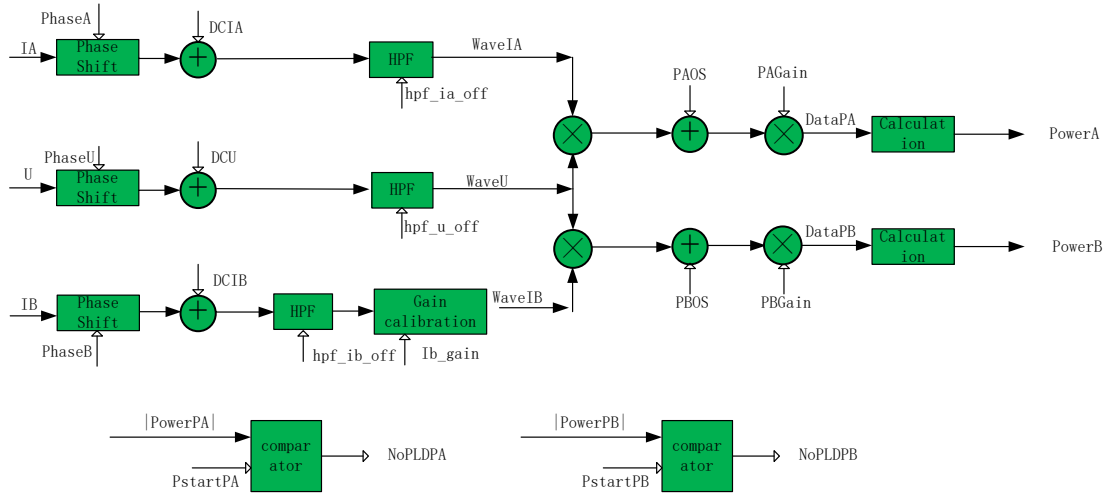 PhaseA
DCIA
IA
Phase
Shift
+
HPF
WaveIA
hpf_ia_off
PAOS
PAGain
×
+
×
DataPA
Calculat
ion
PowerA
PhaseU
DCU
U
Phase
Shift
+
HPF
WaveU
hpf_u_off
×
+
×
DataPB
Calculat
ion
PowerB
PBOS
PBGain
DCIB
IB
Phase
Shift
+
HPF
Gain
calibration
WaveIB
PhaseB
hpf_ib_off
Ib_gain
|PowerPA|
compar
ator
NoPLDPA
PstartPA
|PowerPB|
compar
ator
NoPLDPB
PstartPB